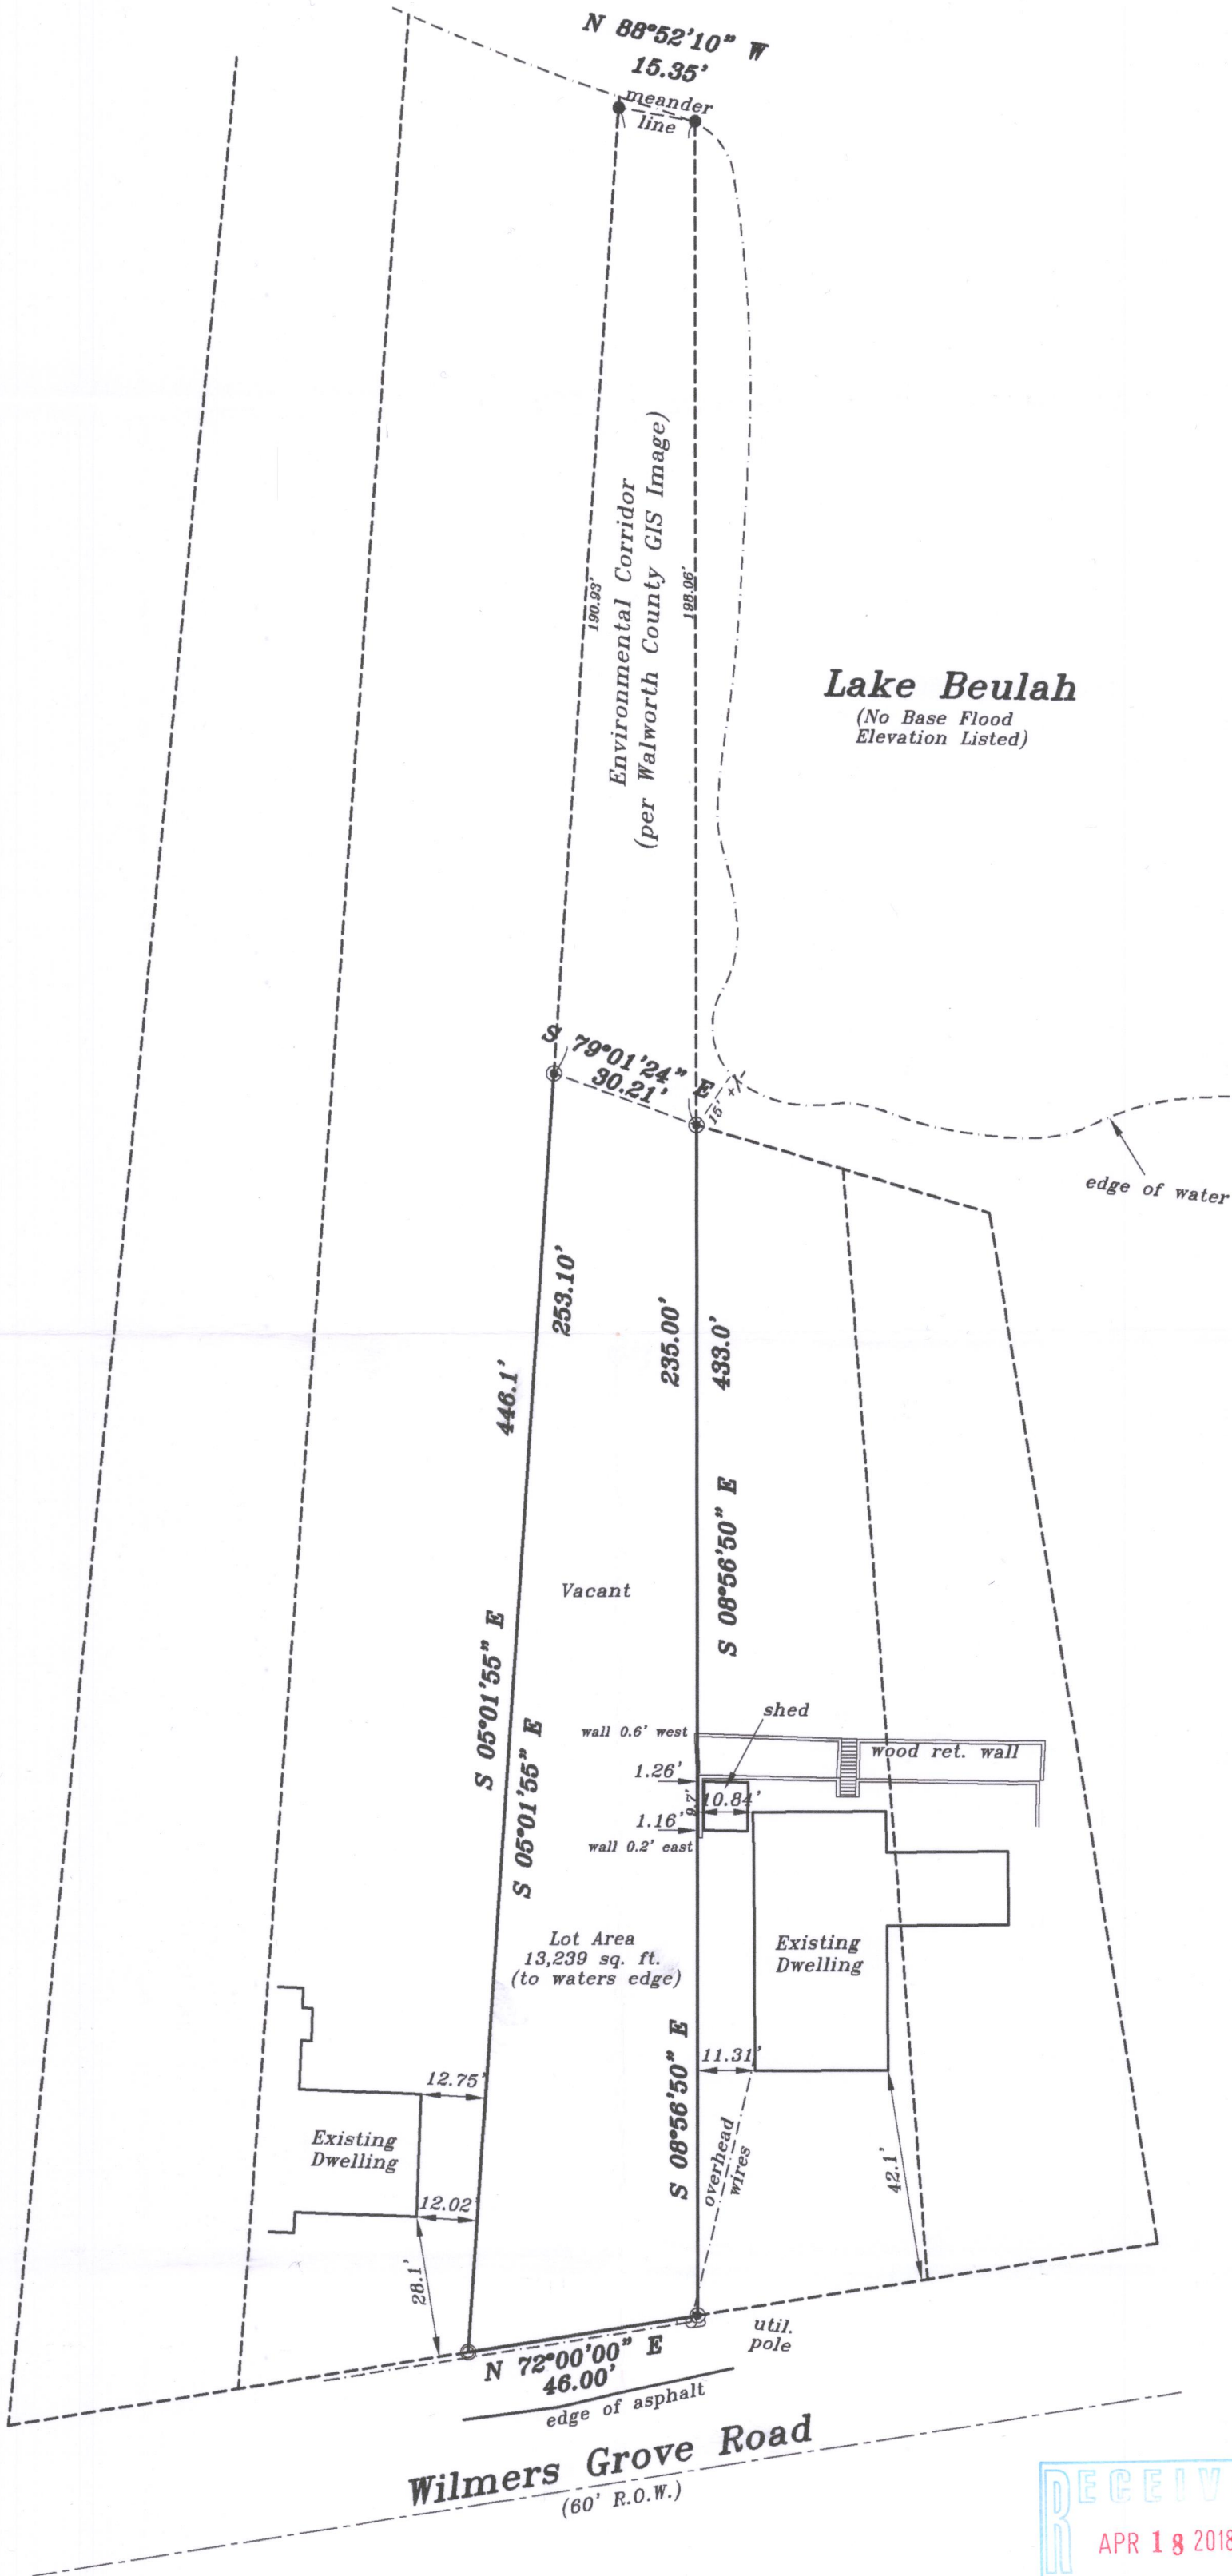 N 88°52'10" W
15.35'
meander
line
Environmental Corridor
(per Walworth County GIS Image)
190.93'
198.06'
Lake Beulah
(No Base Flood
Elevation Listed)
S 79°01'24" E
30.21'
15' +/-
edge of water
253.10'
446.1'
235.00'
433.0'
S 08°56'50" E
Vacant
S 05°01'55" E
S 05°01'55" E
shed
wall 0.6' west
wood ret. wall
1.26'
9.7'
10.84'
1.16'
wall 0.2' east
Lot Area
13,239 sq. ft.
(to waters edge)
Existing
Dwelling
S 08°56'50" E
11.31'
12.75'
Existing
Dwelling
overhead
wires
42.1'
12.02'
28.1'
util.
pole
N 72°00'00" E
46.00'
edge of asphalt
Wilmers Grove Road
(60' R.O.W.)
RECEIV
APR 18 2018